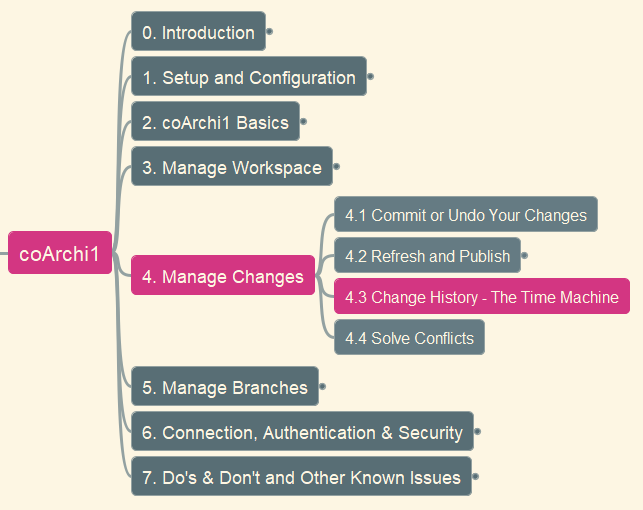 coArchi1
0. Introduction
1. Setup and Configuration
2. coArchi1 Basics
3. Manage Workspace
4. Manage Changes
4.1 Commit or Undo Your Changes
4.2 Refresh and Publish
4.3 Change History - The Time Machine
4.4 Solve Conflicts
5. Manage Branches
6. Connection, Authentication & Security
7. Do's & Don't and Other Known Issues